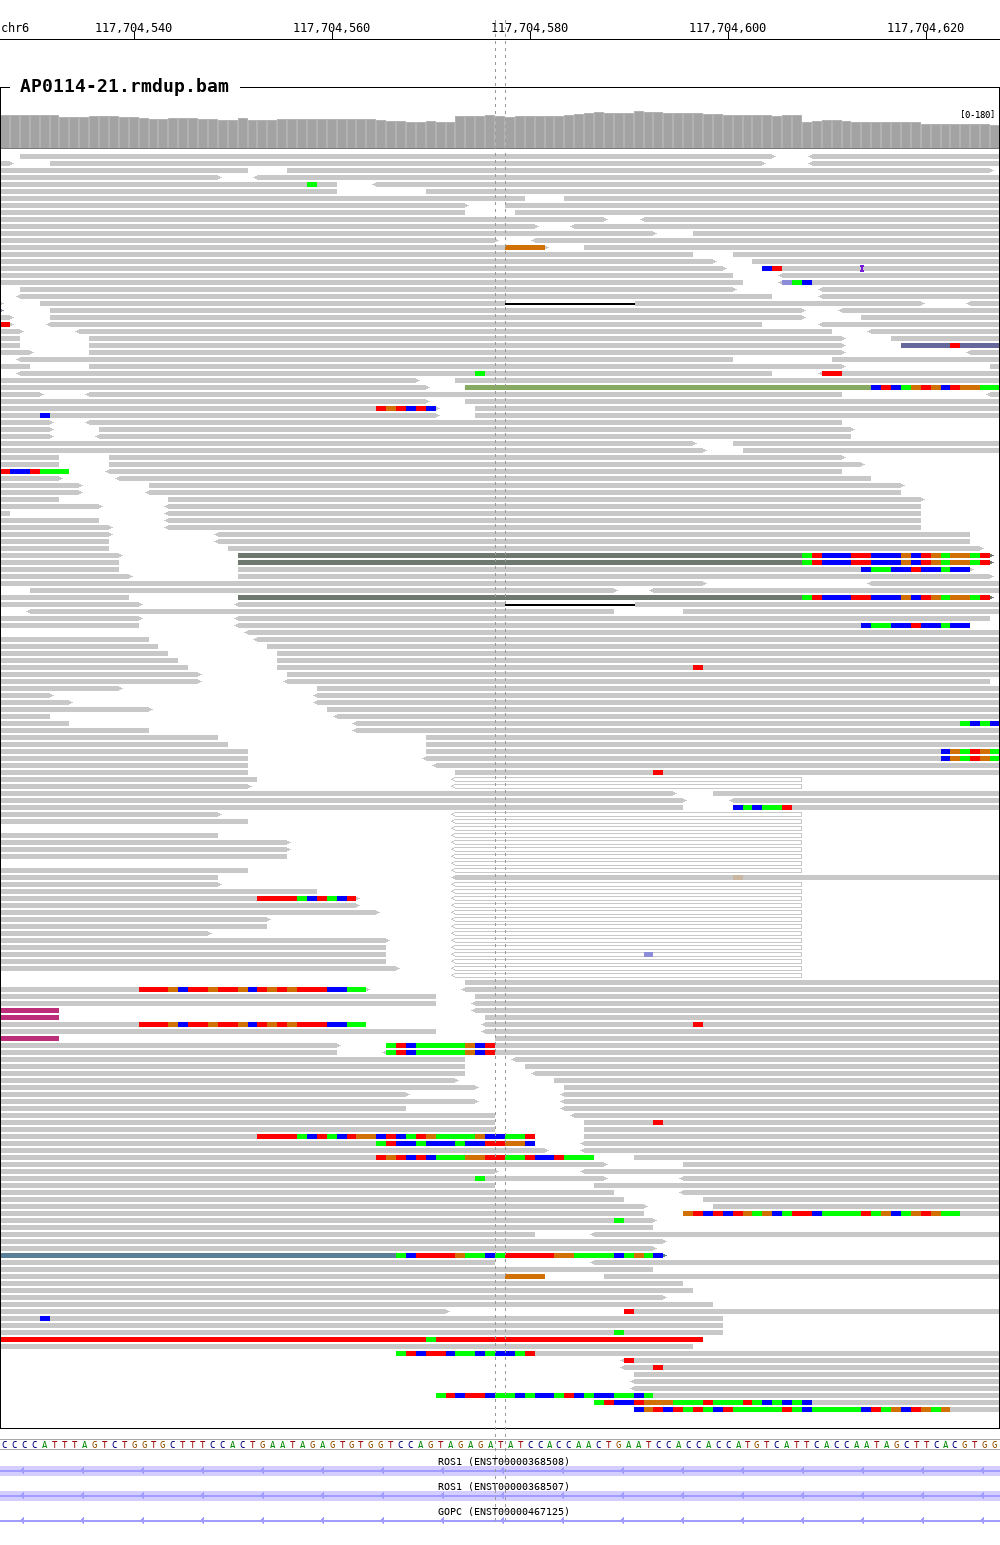 chr6 117,704,540 117,704,560 117,704,580 117,704,600 117,704,620
AP0114-21.rmdup.bam
[0-180]
C C C C A T T T A G T C T G G T G C T T T C C A C T G A A T A G A G T G T G G T C C A G T A G A G A T A T C C A C C A A C T G A A T C C A C C A C C A T G T C A T T C A C C A A T A G C T T C A C G T G G
ROS1 (ENST00000368508)
ROS1 (ENST00000368507)
GOPC (ENST00000467125)